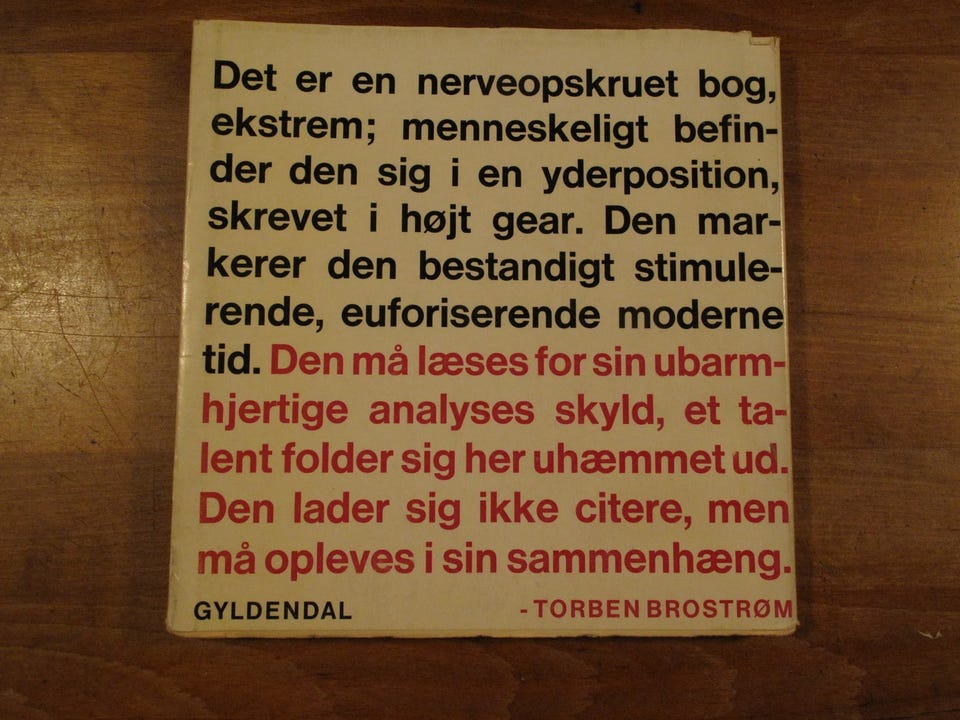 Det er en nerveopskruet bog,
ekstrem; menneskeligt befin-
der den sig i en yderposition,
skrevet i højt gear. Den mar-
kerer den bestandigt stimule-
rende, euforiserende moderne
tid. Den må læses for sin ubarm-
hjertige analyses skyld, et ta-
lent folder sig her uhæmmet ud.
Den lader sig ikke citere, men
må opleves i sin sammenhæng.
GYLDENDAL - TORBEN BROSTRØM